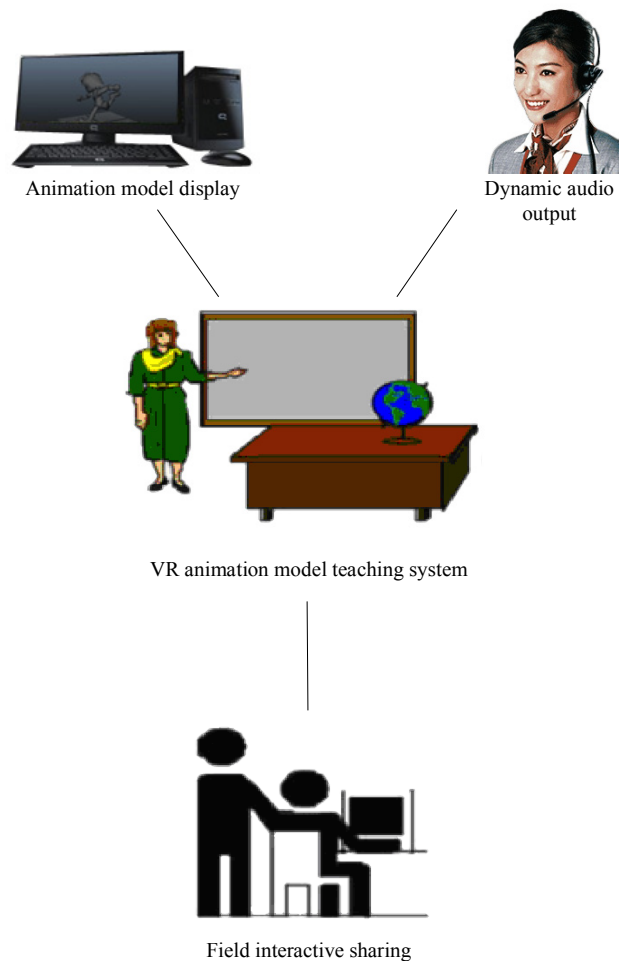 Animation model display
Dynamic audio
output
VR animation model teaching system
Field interactive sharing